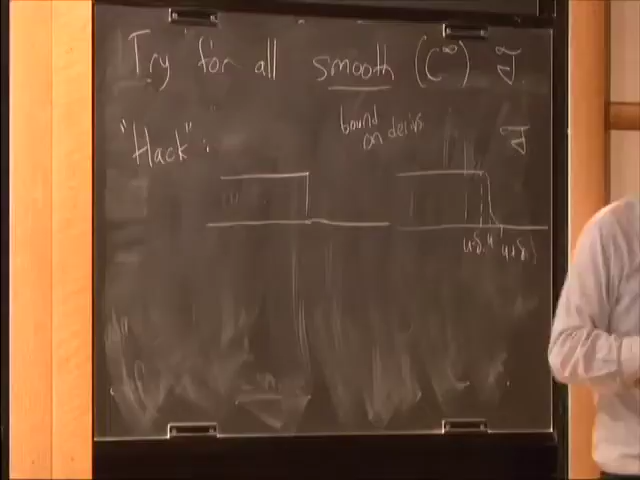 Try for all smooth (C^∞)
bound
on derivs
"Hack":
u-δ u u+δ